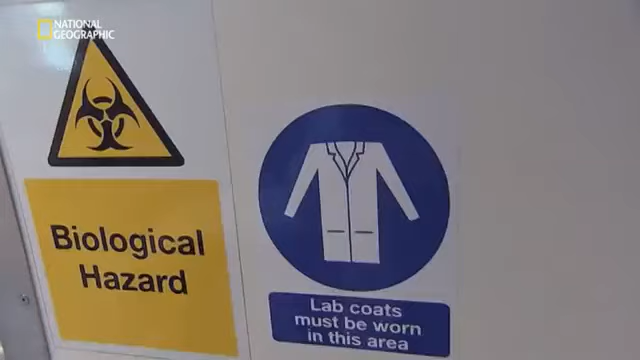 NATIONAL
GEOGRAPHIC
Biological
Hazard
Lab coats
must be worn
in this area